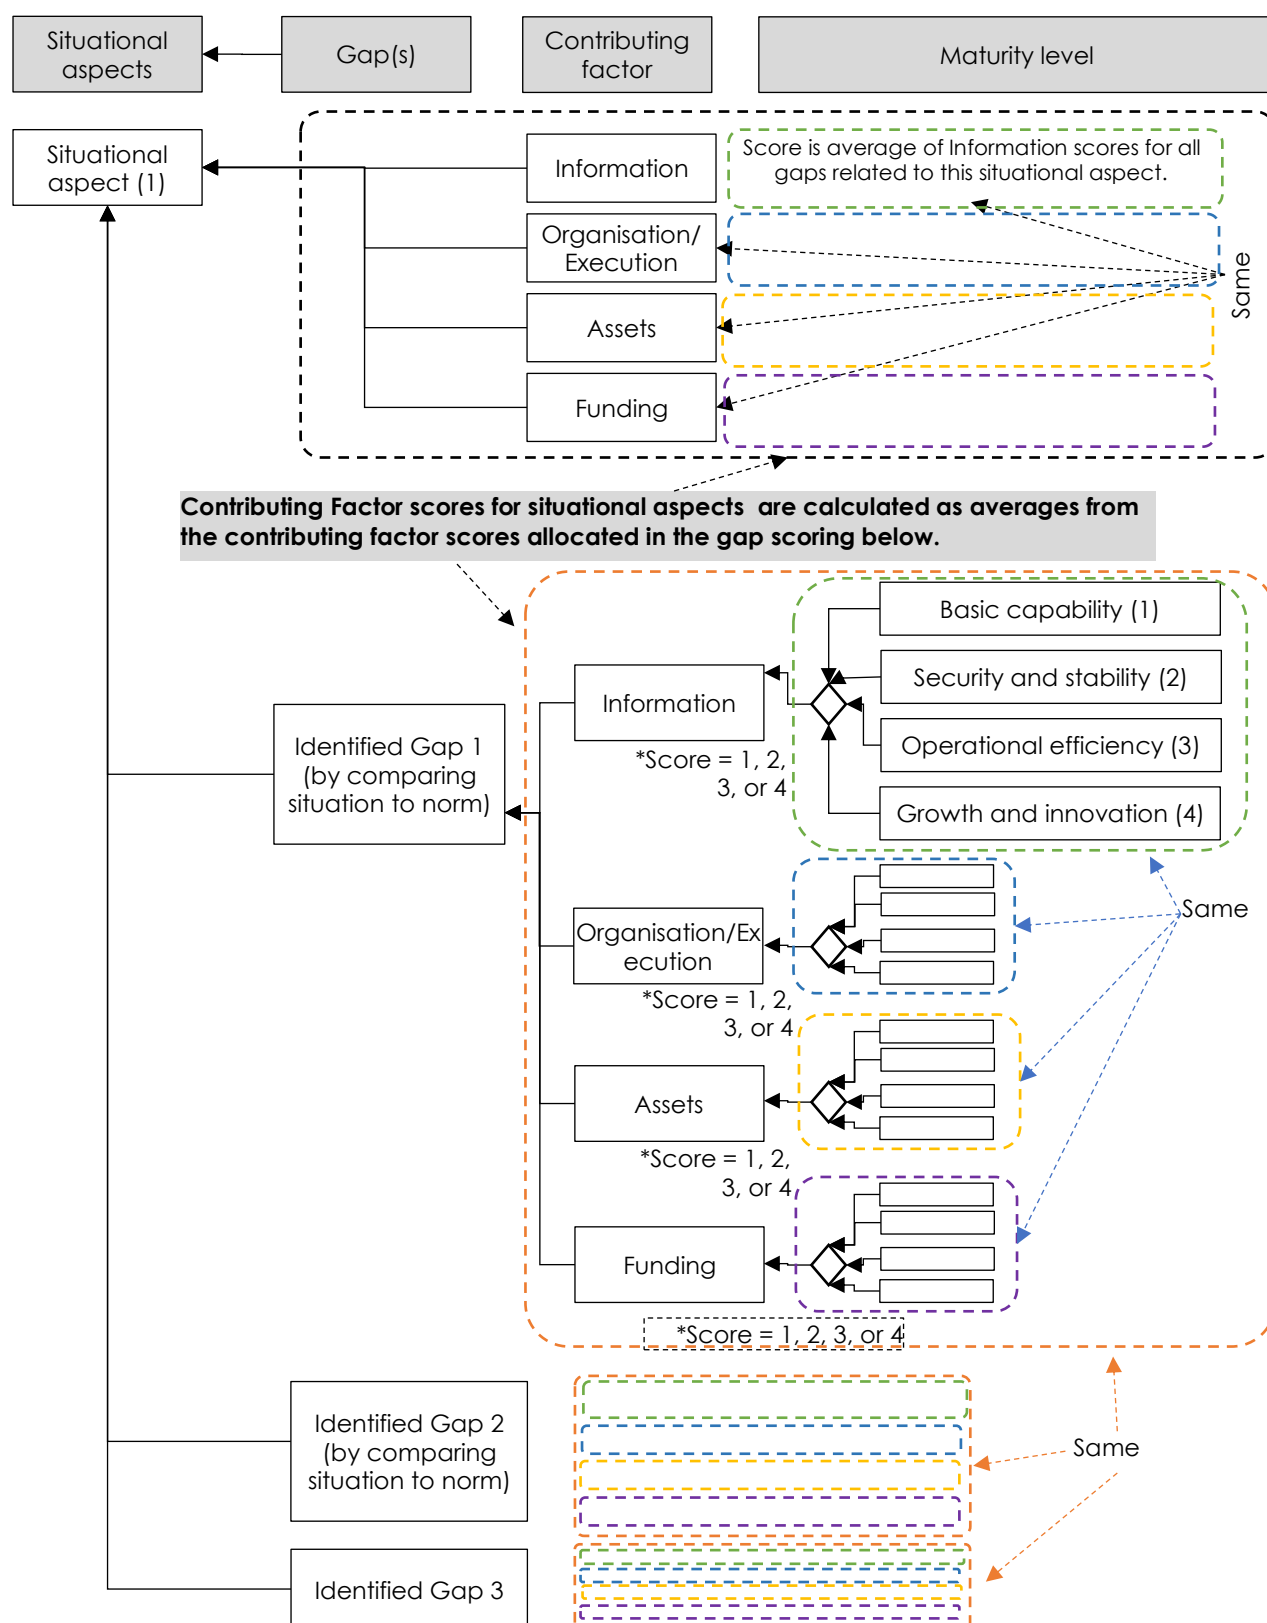 Situational
aspects
Gap(s)
Contributing
factor
Maturity level
Situational
aspect (1)
Information
Score is average of Information scores for all
gaps related to this situational aspect.
Organisation/
Execution
Same
Assets
Funding
Contributing Factor scores for situational aspects are calculated as averages from
the contributing factor scores allocated in the gap scoring below.
Basic capability (1)
Security and stability (2)
Operational efficiency (3)
Growth and innovation (4)
Information
*Score = 1, 2,
3, or 4
Identified Gap 1
(by comparing
situation to norm)
Organisation/Ex
ecution
*Score = 1, 2,
3, or 4
Same
Assets
*Score = 1, 2,
3, or 4
Funding
*Score = 1, 2, 3, or 4
Identified Gap 2
(by comparing
situation to norm)
Same
Identified Gap 3